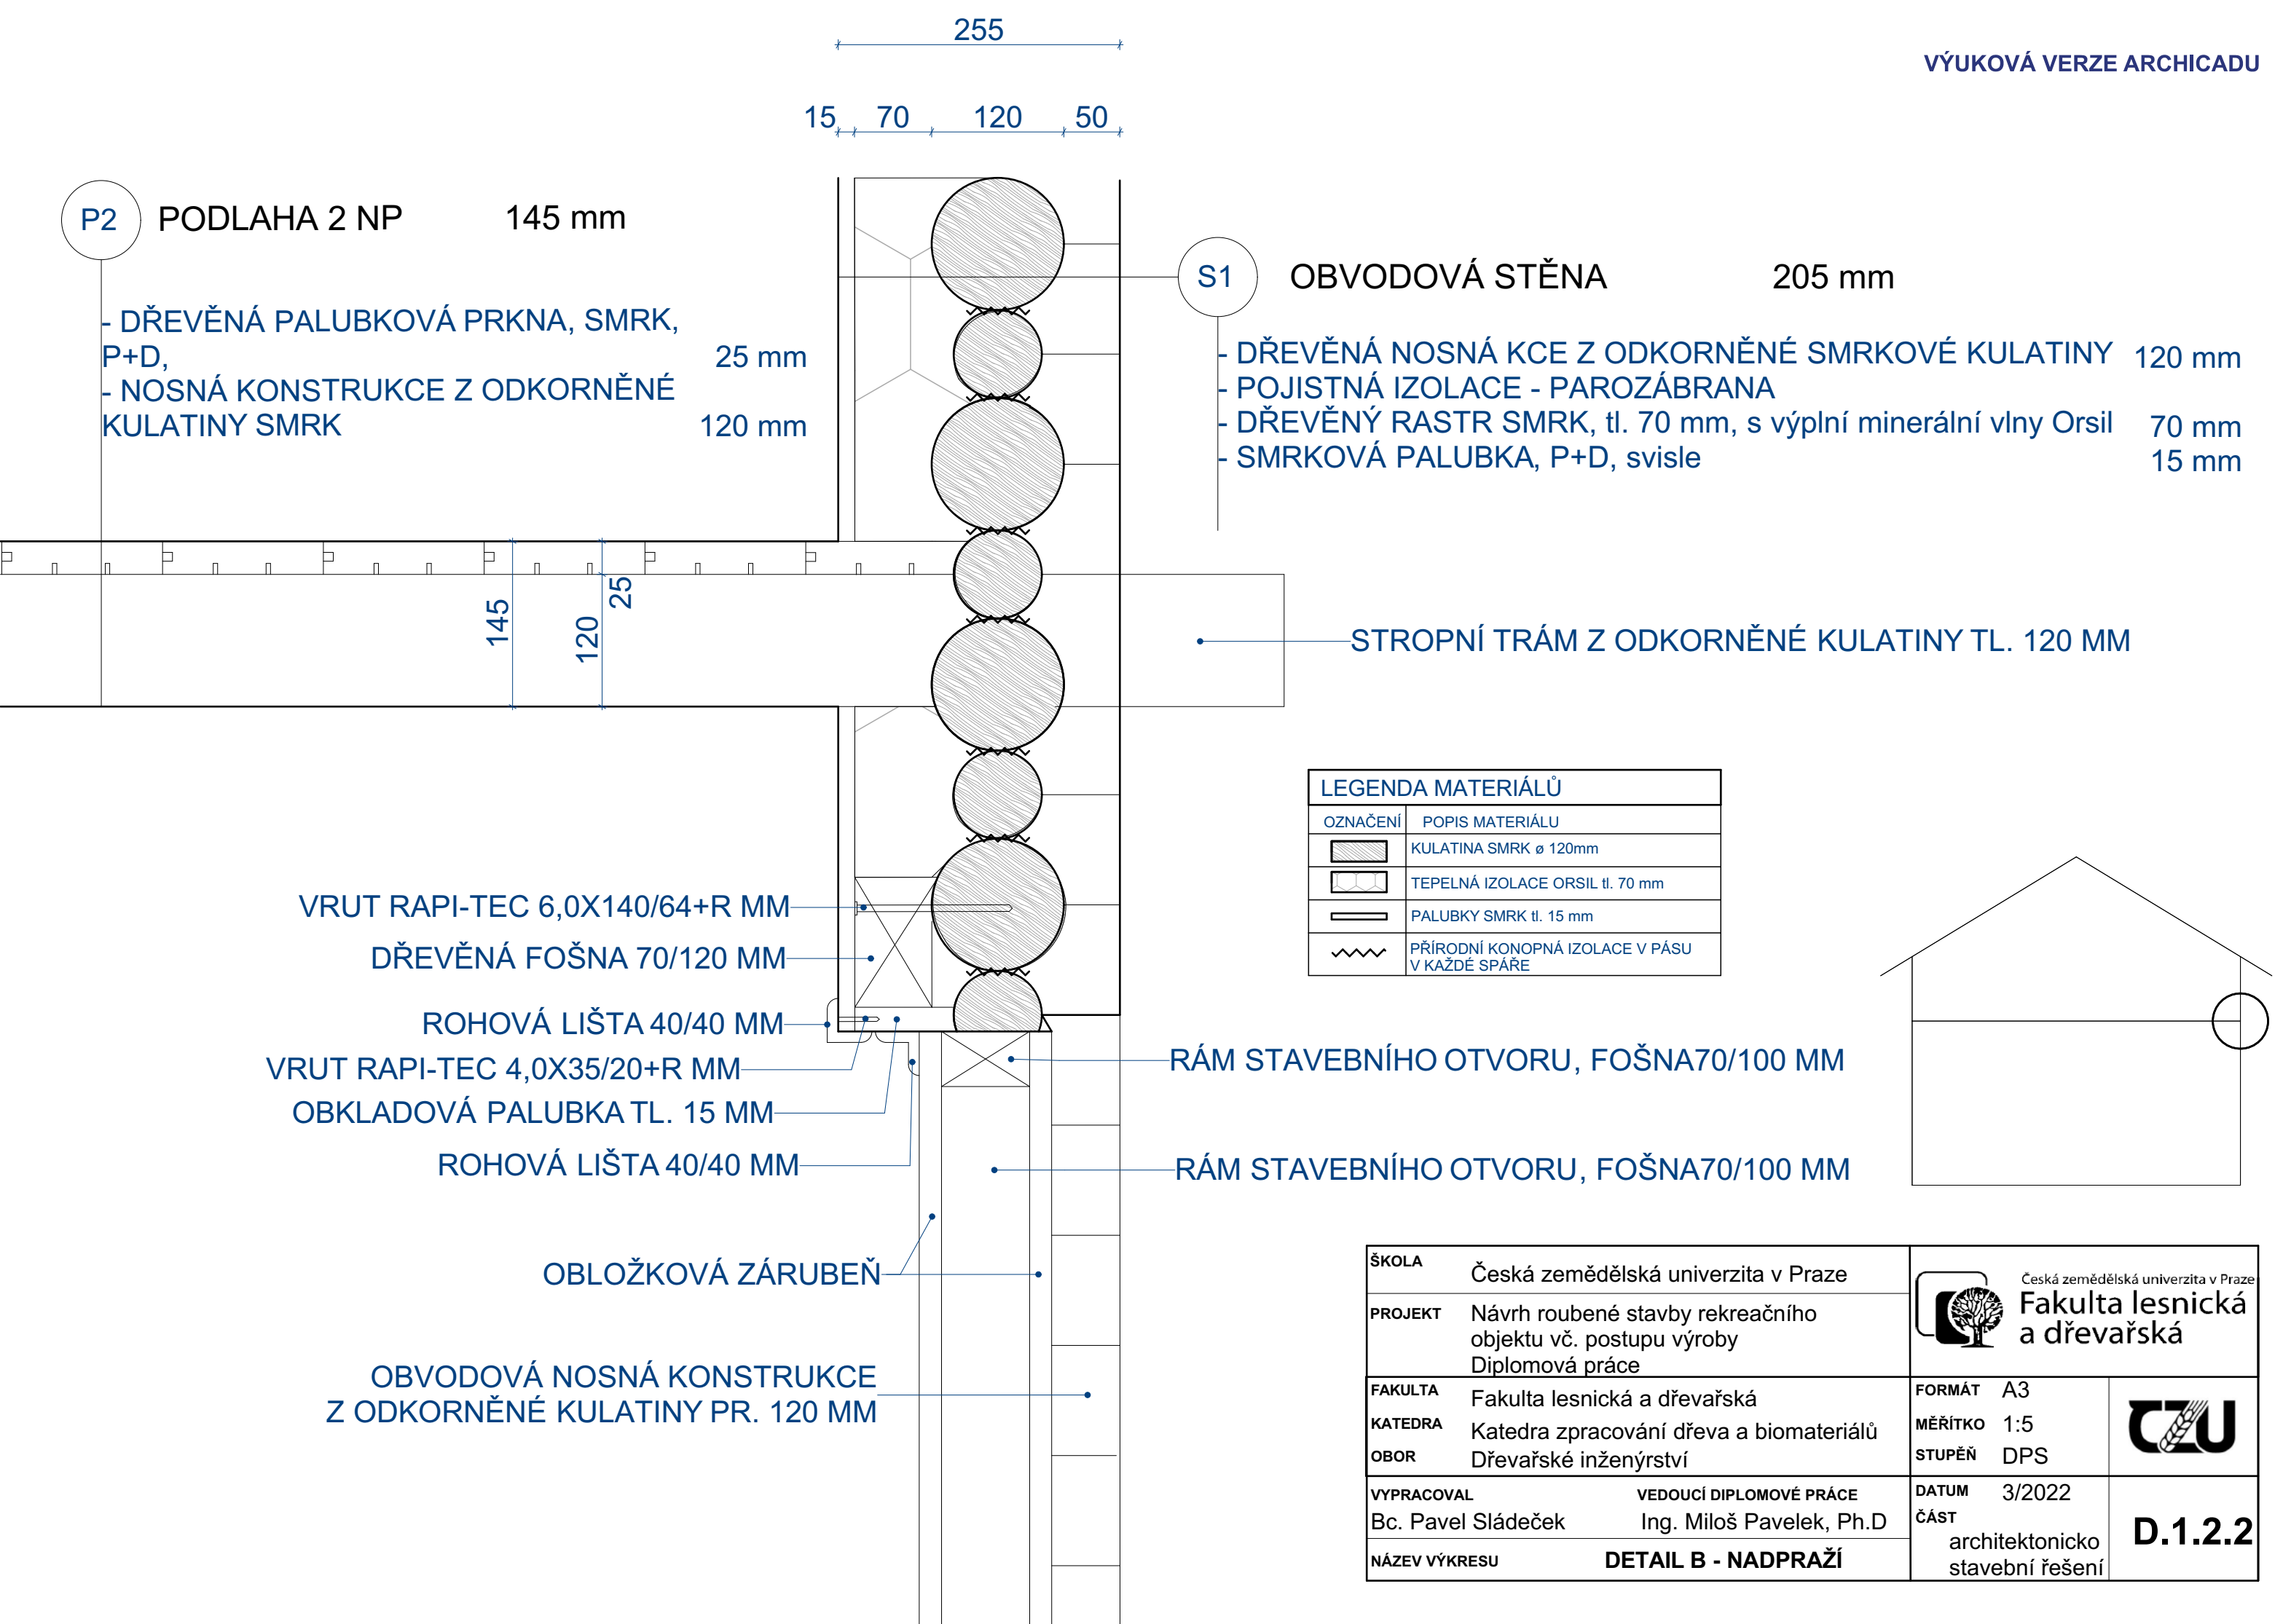 255
VÝUKOVÁ VERZE ARCHICADU
15 70 120 50
P2 PODLAHA 2 NP 145 mm
- DŘEVĚNÁ PALUBKOVÁ PRKNA, SMRK,
P+D, 25 mm
- NOSNÁ KONSTRUKCE Z ODKORNĚNÉ
KULATINY SMRK 120 mm
S1 OBVODOVÁ STĚNA 205 mm
- DŘEVĚNÁ NOSNÁ KCE Z ODKORNĚNÉ SMRKOVÉ KULATINY 120 mm
- POJISTNÁ IZOLACE - PAROZÁBRANA
- DŘEVĚNÝ RASTR SMRK, tl. 70 mm, s výplní minerální vlny Orsil 70 mm
- SMRKOVÁ PALUBKA, P+D, svisle 15 mm
145
120
25
STROPNÍ TRÁM Z ODKORNĚNÉ KULATINY TL. 120 MM
LEGENDA MATERIÁLŮ
OZNAČENÍ POPIS MATERIÁLU
KULATINA SMRK ø 120mm
TEPELNÁ IZOLACE ORSIL tl. 70 mm
PALUBKY SMRK tl. 15 mm
PŘÍRODNÍ KONOPNÁ IZOLACE V PÁSU
V KAŽDÉ SPÁŘE
VRUT RAPI-TEC 6,0X140/64+R MM
DŘEVĚNÁ FOŠNA 70/120 MM
ROHOVÁ LIŠTA 40/40 MM
VRUT RAPI-TEC 4,0X35/20+R MM
OBKLADOVÁ PALUBKA TL. 15 MM
ROHOVÁ LIŠTA 40/40 MM
OBLOŽKOVÁ ZÁRUBEŇ
OBVODOVÁ NOSNÁ KONSTRUKCE
Z ODKORNĚNÉ KULATINY PR. 120 MM
RÁM STAVEBNÍHO OTVORU, FOŠNA70/100 MM
RÁM STAVEBNÍHO OTVORU, FOŠNA70/100 MM
ŠKOLA Česká zemědělská univerzita v Praze
PROJEKT Návrh roubené stavby rekreačního
objektu vč. postupu výroby
Diplomová práce
Česká zemědělská univerzita v Praze
Fakulta lesnická
a dřevařská
FAKULTA Fakulta lesnická a dřevařská
KATEDRA Katedra zpracování dřeva a biomateriálů
OBOR Dřevařské inženýrství
FORMÁT A3
MĚŘÍTKO 1:5
STUPĚŇ DPS
CZU
VYPRACOVAL VEDOUCÍ DIPLOMOVÉ PRÁCE
Bc. Pavel Sládeček Ing. Miloš Pavelek, Ph.D
NÁZEV VÝKRESU DETAIL B - NADPRAŽÍ
DATUM 3/2022
ČÁST
architektonicko
stavební řešení
D.1.2.2